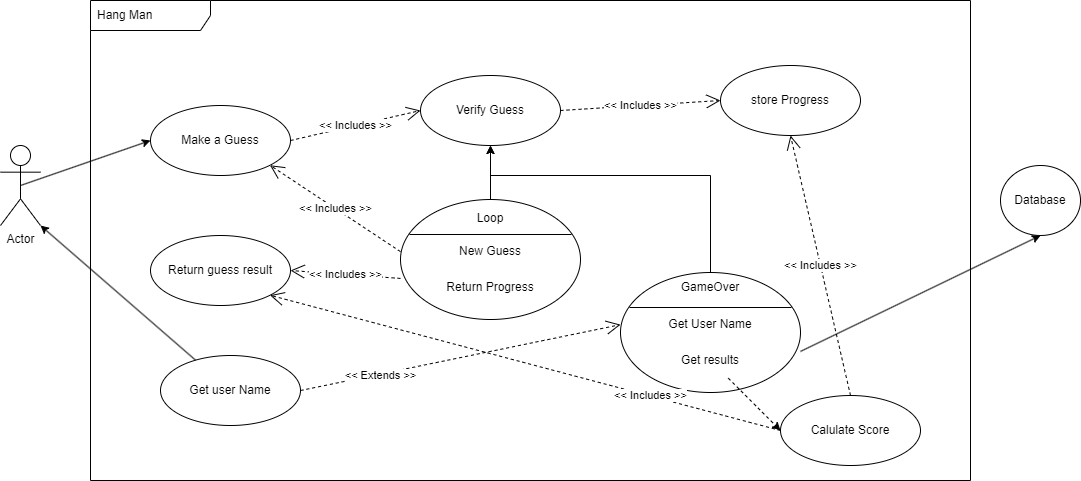 Hang Man
store Progress
Verify Guess
<< Includes >>
<< Includes >>
Make a Guess
Database
<< Includes >>
Loop
Actor
New Guess
Return guess result
<< Includes >>
<< Includes >>
Return Progress
GameOver
Get User Name
Get results
<< Extends >>
Get user Name
<< Includes >>
Calulate Score